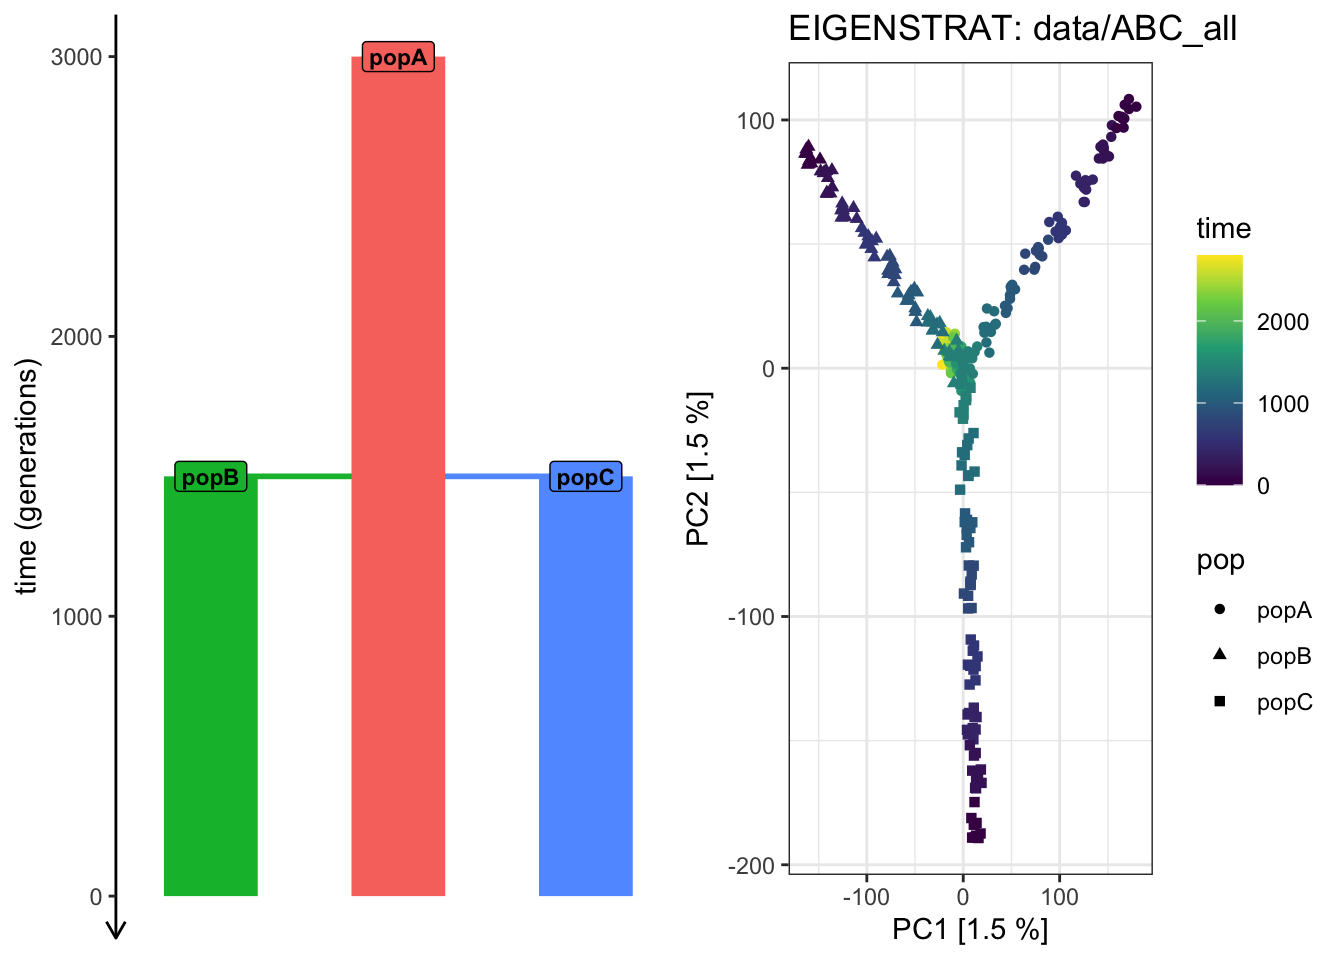 time (generations)
3000
2000
1000
0
popA
popB
popC
EIGENSTRAT: data/ABC_all
PC2 [1.5 %]
100
0
-100
-200
-100
0
100
PC1 [1.5 %]
time
2000
1000
0
pop
popA
popB
popC